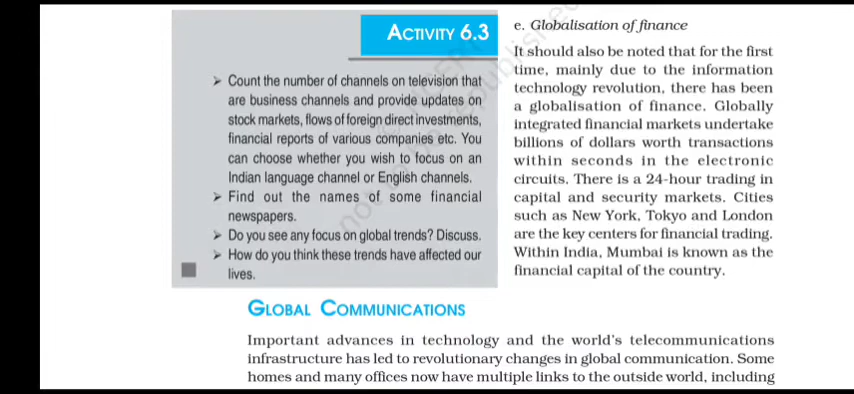 ACTIVITY 6.3
➢ Count the number of channels on television that
are business channels and provide updates on
stock markets, flows of foreign direct investments,
financial reports of various companies etc. You
can choose whether you wish to focus on an
Indian language channel or English channels.
➢ Find out the names of some financial
newspapers.
➢ Do you see any focus on global trends? Discuss.
➢ How do you think these trends have affected our
lives.
e. Globalisation of finance
It should also be noted that for the first
time, mainly due to the information
technology revolution, there has been
a globalisation of finance. Globally
integrated financial markets undertake
billions of dollars worth transactions
within seconds in the electronic
circuits. There is a 24-hour trading in
capital and security markets. Cities
such as New York, Tokyo and London
are the key centers for financial trading.
Within India, Mumbai is known as the
financial capital of the country.
GLOBAL COMMUNICATIONS
Important advances in technology and the world's telecommunications
infrastructure has led to revolutionary changes in global communication. Some
homes and many offices now have multiple links to the outside world, including